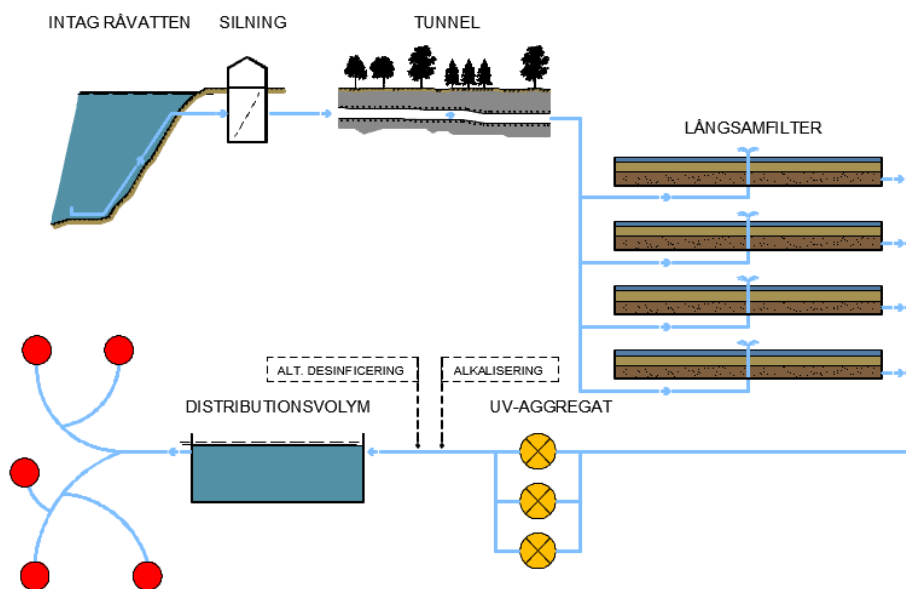 INTAG RÅVATTEN
SILNING
TUNNEL
LÅNGSAMFILTER
ALT. DESINFICERING
ALKALISERING
DISTRIBUTIONSVOLYM
UV-AGGREGAT